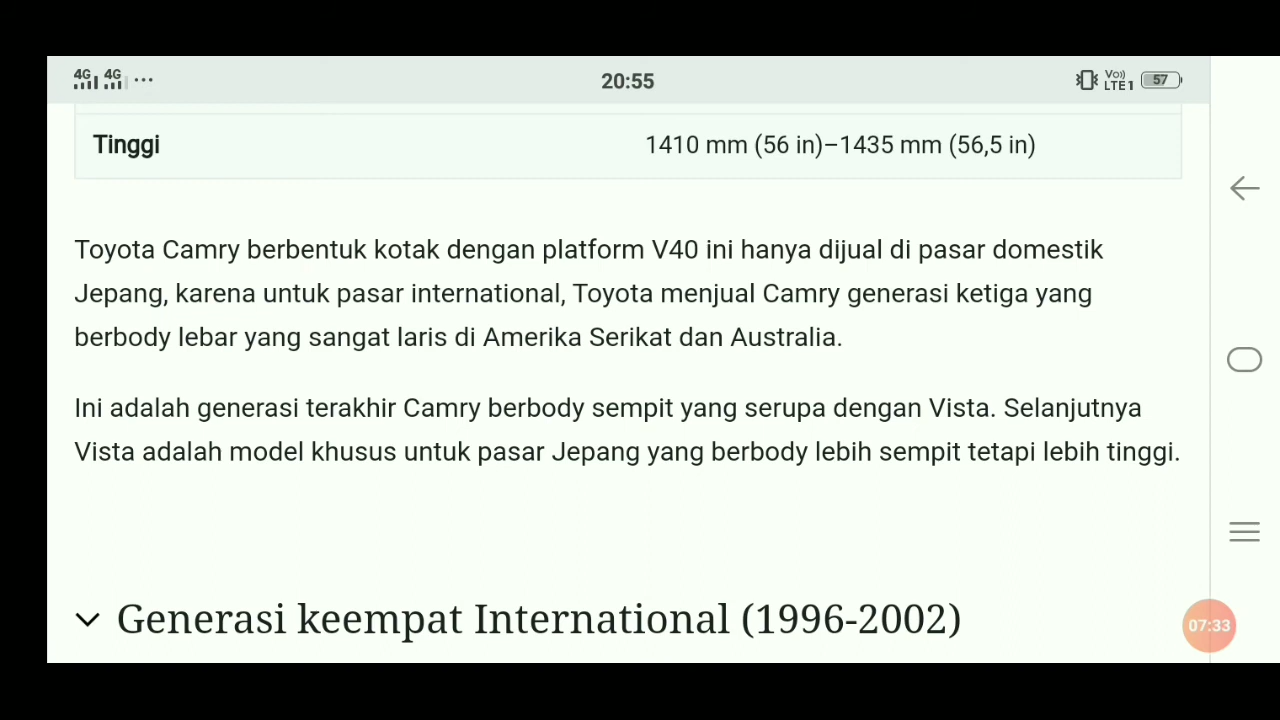 4G 4G ... 20:55 Vo)) LTE 1 57
Tinggi 1410 mm (56 in)–1435 mm (56,5 in)
Toyota Camry berbentuk kotak dengan platform V40 ini hanya dijual di pasar domestik
Jepang, karena untuk pasar international, Toyota menjual Camry generasi ketiga yang
berbody lebar yang sangat laris di Amerika Serikat dan Australia.
Ini adalah generasi terakhir Camry berbody sempit yang serupa dengan Vista. Selanjutnya
Vista adalah model khusus untuk pasar Jepang yang berbody lebih sempit tetapi lebih tinggi.
Generasi keempat International (1996-2002)
07:33